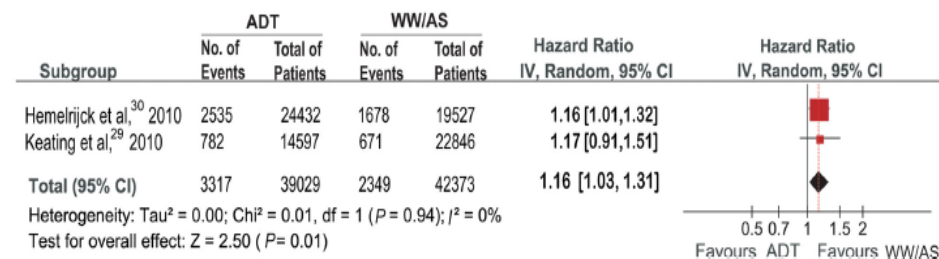 ADT WW/AS
No. of Total of No. of Total of Hazard Ratio Hazard Ratio
Subgroup Events Patients Events Patients IV, Random, 95% CI IV, Random, 95% CI
Hemelrijck et al,30 2010 2535 24432 1678 19527 1.16 [1.01,1.32]
Keating et al,29 2010 782 14597 671 22846 1.17 [0.91,1.51]
Total (95% CI) 3317 39029 2349 42373 1.16 [1.03, 1.31]
Heterogeneity: Tau² = 0.00; Chi² = 0.01, df = 1 (P = 0.94); I² = 0%
Test for overall effect: Z = 2.50 ( P= 0.01)
0.5 0.7 1 1.5 2
Favours ADT Favours WW/AS